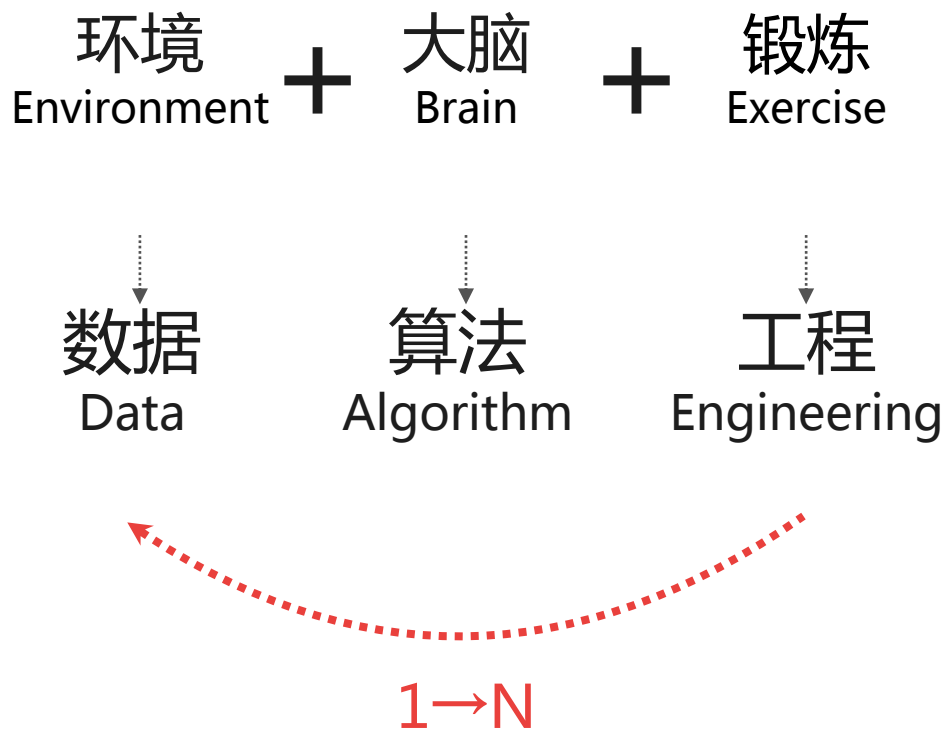 环境 + 大脑 + 锻炼
Environment Brain Exercise
数据 算法 工程
Data Algorithm Engineering
1→N